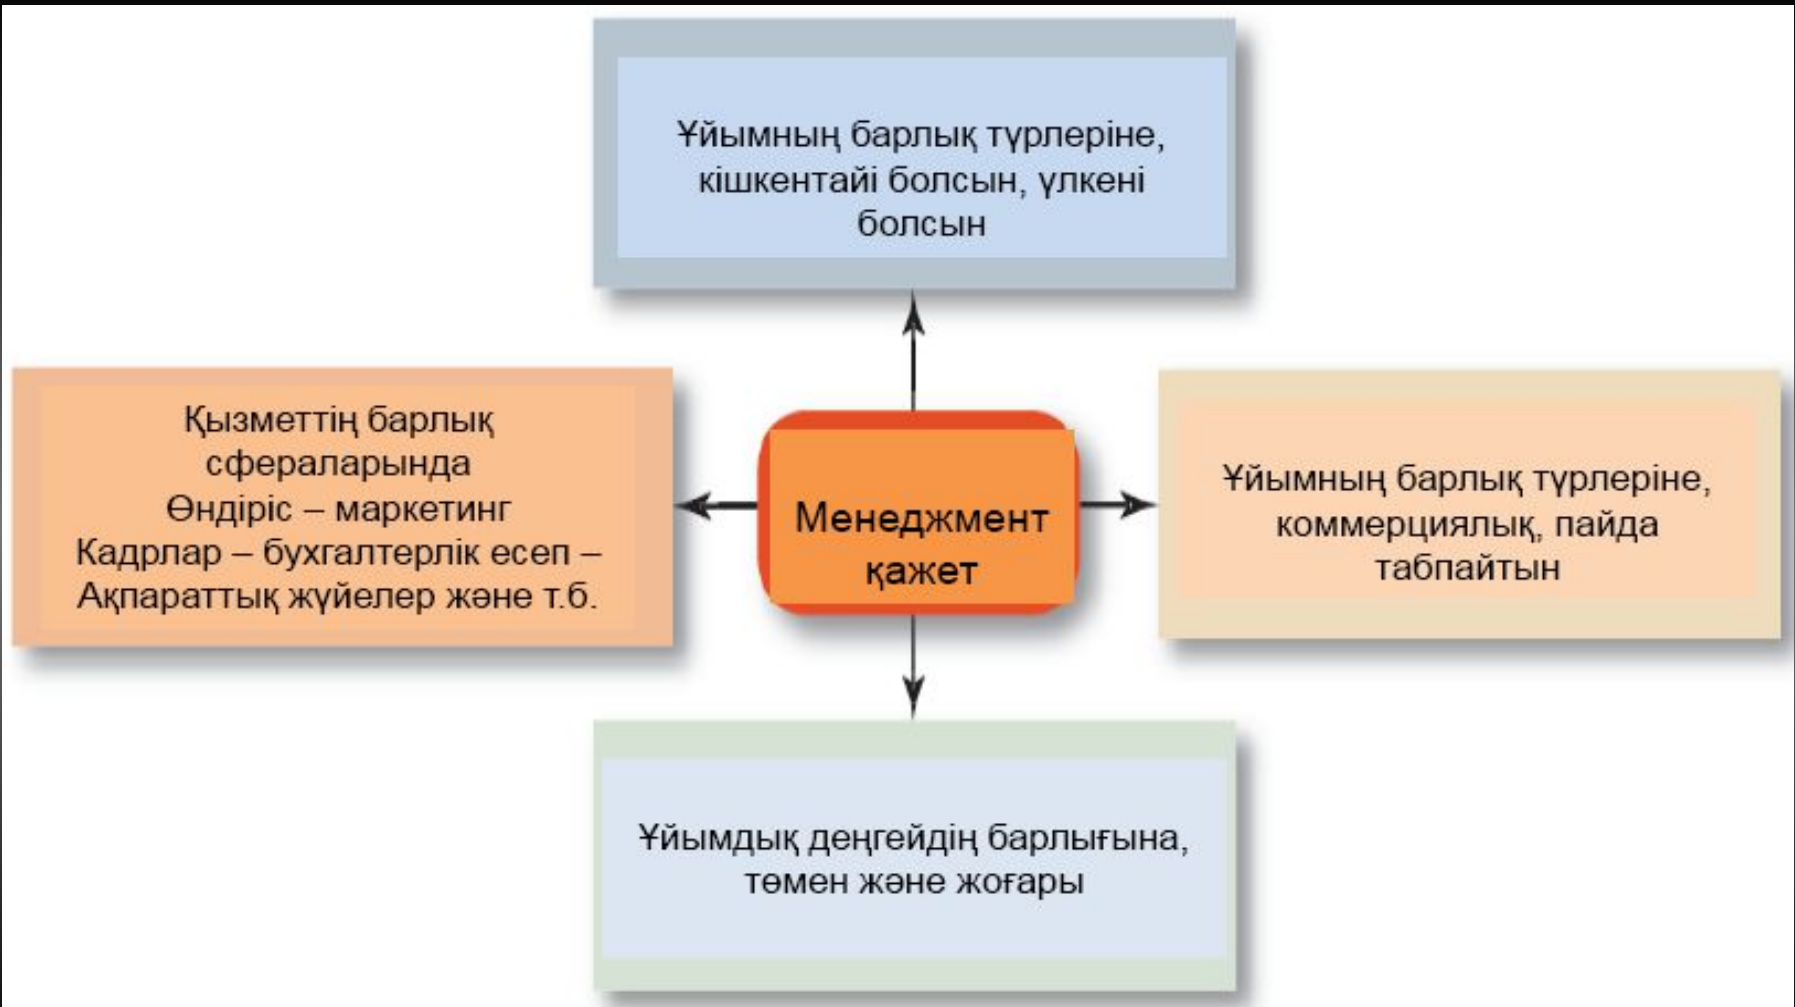 Ұйымның барлық түрлеріне,
кішкентайі болсын, үлкені
болсын
Қызметтің барлық
сфераларында
Өндіріс – маркетинг
Кадрлар – бухгалтерлік есеп –
Ақпараттық жүйелер және т.б.
Менеджмент
қажет
Ұйымның барлық түрлеріне,
коммерциялық, пайда
табпайтын
Ұйымдық деңгейдің барлығына,
төмен және жоғары